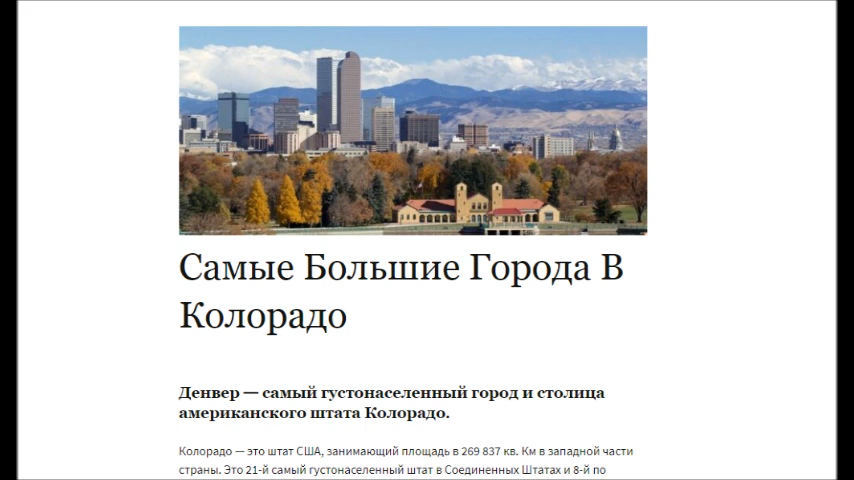 Самые Большие Города В
Колорадо
Денвер — самый густонаселенный город и столица
американского штата Колорадо.
Колорадо — это штат США, занимающий площадь в 269 837 кв. Км в западной части
страны. Это 21-й самый густонаселенный штат в Соединенных Штатах и 8-й по